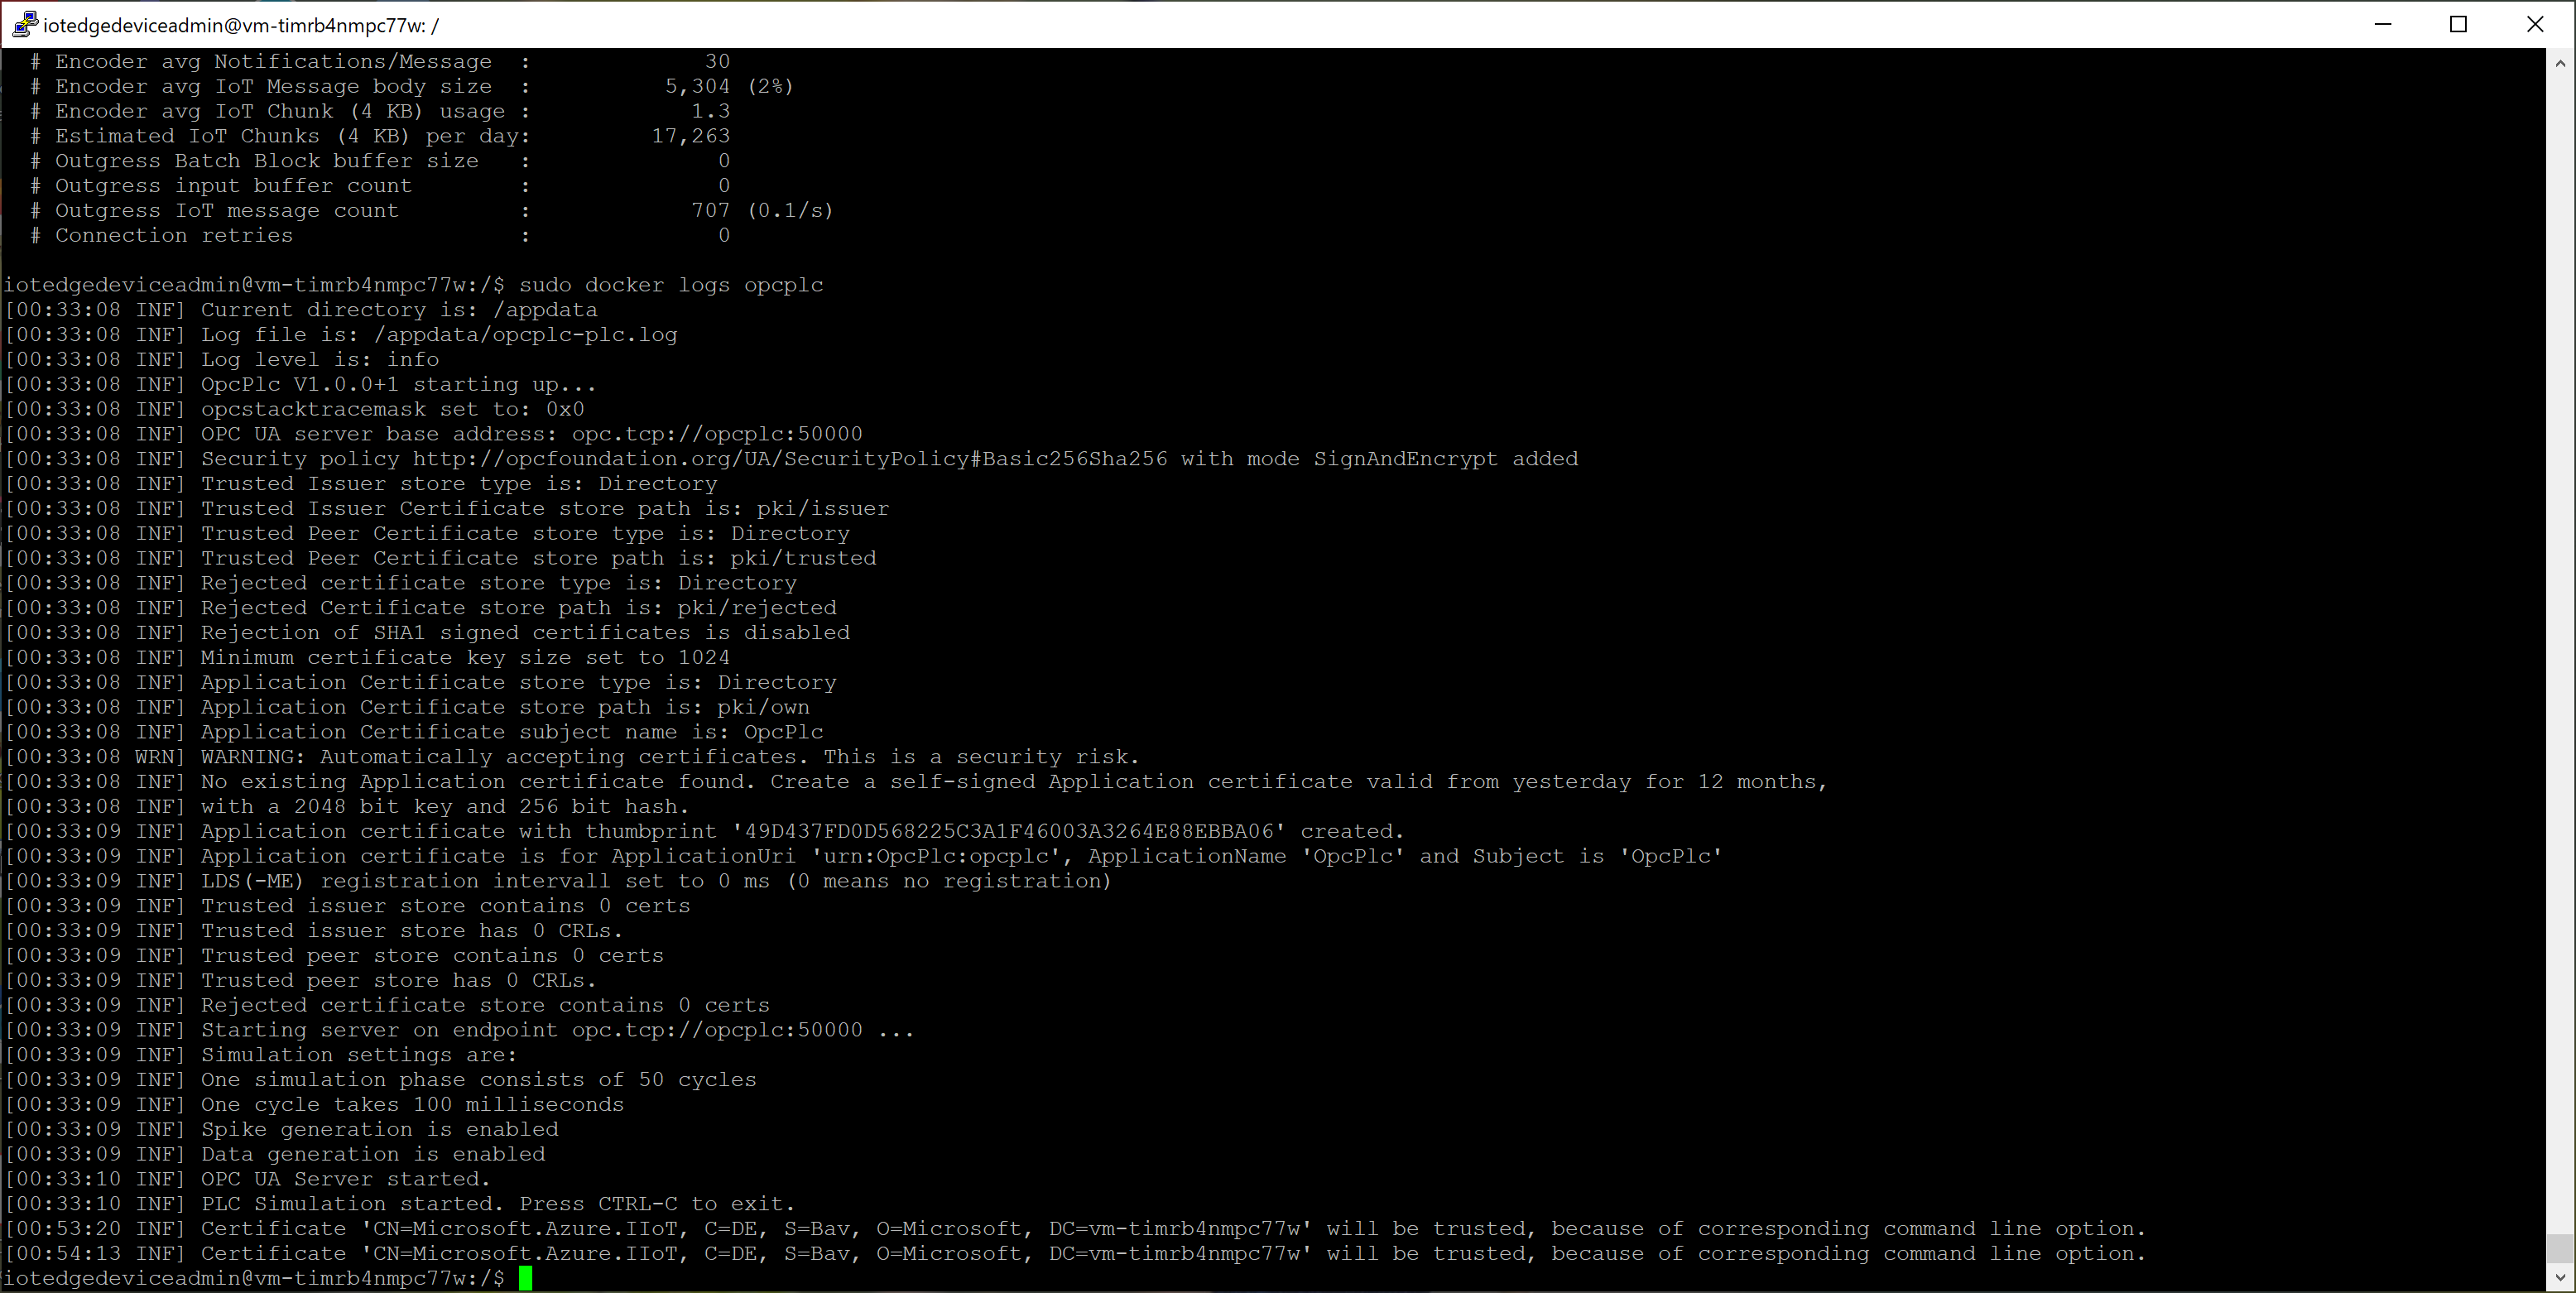 iotedgedeviceadmin@vm-timrb4nmpc77w: /
# Encoder avg Notifications/Message : 30
# Encoder avg IoT Message body size : 5,304 (2%)
# Encoder avg IoT Chunk (4 KB) usage : 1.3
# Estimated IoT Chunks (4 KB) per day: 17,263
# Outgress Batch Block buffer size : 0
# Outgress input buffer count : 0
# Outgress IoT message count : 707 (0.1/s)
# Connection retries : 0
iotedgedeviceadmin@vm-timrb4nmpc77w:/$ sudo docker logs opcplc
[00:33:08 INF] Current directory is: /appdata
[00:33:08 INF] Log file is: /appdata/opcplc-plc.log
[00:33:08 INF] Log level is: info
[00:33:08 INF] OpcPlc V1.0.0+1 starting up...
[00:33:08 INF] opcstacktracemask set to: 0x0
[00:33:08 INF] OPC UA server base address: opc.tcp://opcplc:50000
[00:33:08 INF] Security policy http://opcfoundation.org/UA/SecurityPolicy#Basic256Sha256 with mode SignAndEncrypt added
[00:33:08 INF] Trusted Issuer store type is: Directory
[00:33:08 INF] Trusted Issuer Certificate store path is: pki/issuer
[00:33:08 INF] Trusted Peer Certificate store type is: Directory
[00:33:08 INF] Trusted Peer Certificate store path is: pki/trusted
[00:33:08 INF] Rejected certificate store type is: Directory
[00:33:08 INF] Rejected Certificate store path is: pki/rejected
[00:33:08 INF] Rejection of SHA1 signed certificates is disabled
[00:33:08 INF] Minimum certificate key size set to 1024
[00:33:08 INF] Application Certificate store type is: Directory
[00:33:08 INF] Application Certificate store path is: pki/own
[00:33:08 INF] Application Certificate subject name is: OpcPlc
[00:33:08 WRN] WARNING: Automatically accepting certificates. This is a security risk.
[00:33:08 INF] No existing Application certificate found. Create a self-signed Application certificate valid from yesterday for 12 months,
[00:33:08 INF] with a 2048 bit key and 256 bit hash.
[00:33:09 INF] Application certificate with thumbprint '49D437FD0D568225C3A1F46003A3264E88EBBA06' created.
[00:33:09 INF] Application certificate is for ApplicationUri 'urn:OpcPlc:opcplc', ApplicationName 'OpcPlc' and Subject is 'OpcPlc'
[00:33:09 INF] LDS(-ME) registration intervall set to 0 ms (0 means no registration)
[00:33:09 INF] Trusted issuer store contains 0 certs
[00:33:09 INF] Trusted issuer store has 0 CRLs.
[00:33:09 INF] Trusted peer store contains 0 certs
[00:33:09 INF] Trusted peer store has 0 CRLs.
[00:33:09 INF] Rejected certificate store contains 0 certs
[00:33:09 INF] Starting server on endpoint opc.tcp://opcplc:50000 ...
[00:33:09 INF] Simulation settings are:
[00:33:09 INF] One simulation phase consists of 50 cycles
[00:33:09 INF] One cycle takes 100 milliseconds
[00:33:09 INF] Spike generation is enabled
[00:33:09 INF] Data generation is enabled
[00:33:10 INF] OPC UA Server started.
[00:33:10 INF] PLC Simulation started. Press CTRL-C to exit.
[00:53:20 INF] Certificate 'CN=Microsoft.Azure.IIoT, C=DE, S=Bav, O=Microsoft, DC=vm-timrb4nmpc77w' will be trusted, because of corresponding command line option.
[00:54:13 INF] Certificate 'CN=Microsoft.Azure.IIoT, C=DE, S=Bav, O=Microsoft, DC=vm-timrb4nmpc77w' will be trusted, because of corresponding command line option.
iotedgedeviceadmin@vm-timrb4nmpc77w:/$